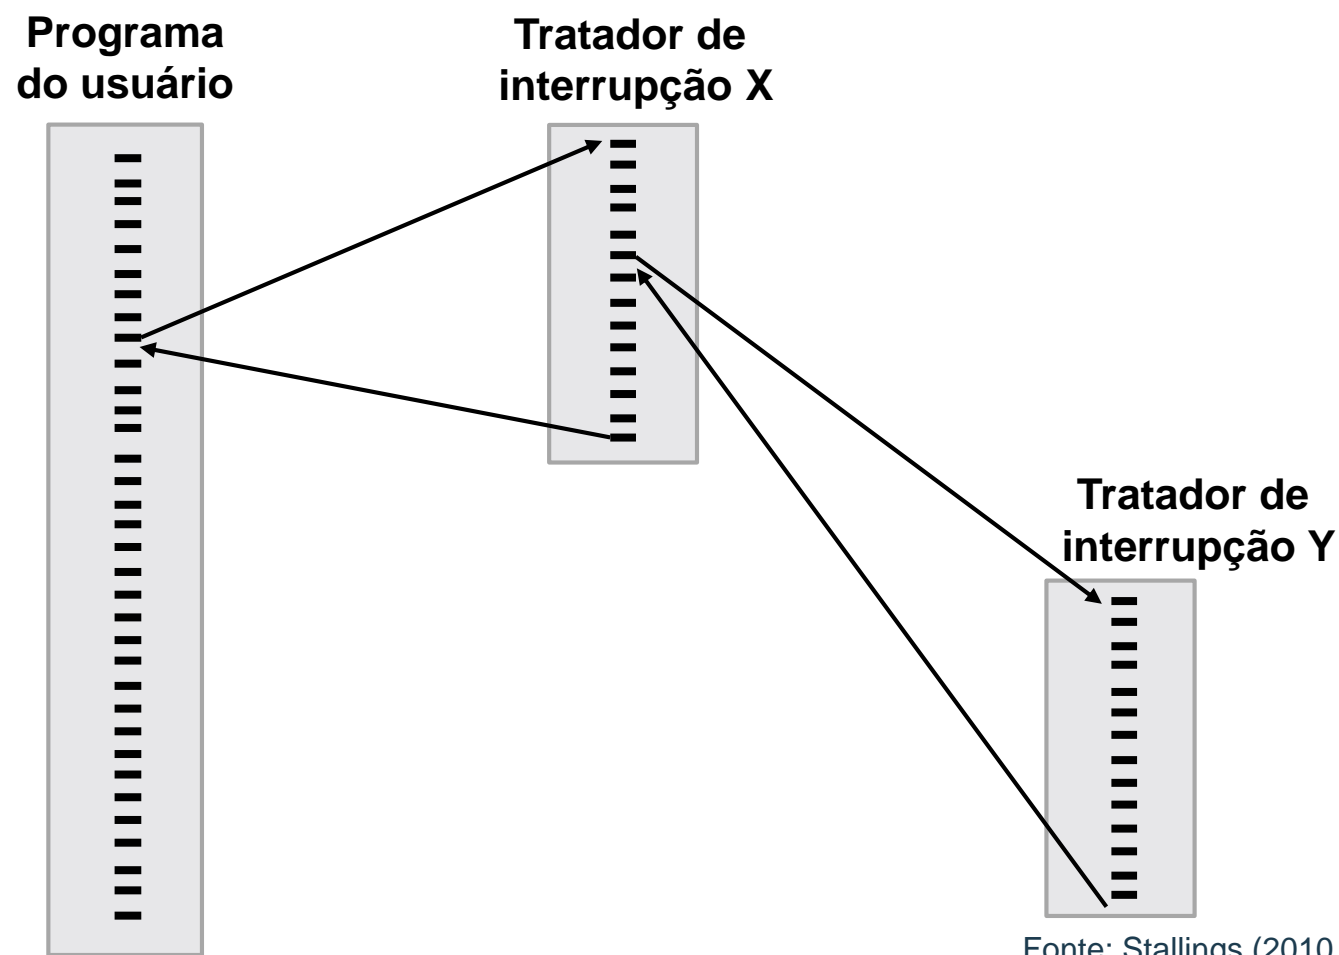 Programa
do usuário
Tratador de
interrupção X
Tratador de
interrupção Y
Fonte: Stallings (2010